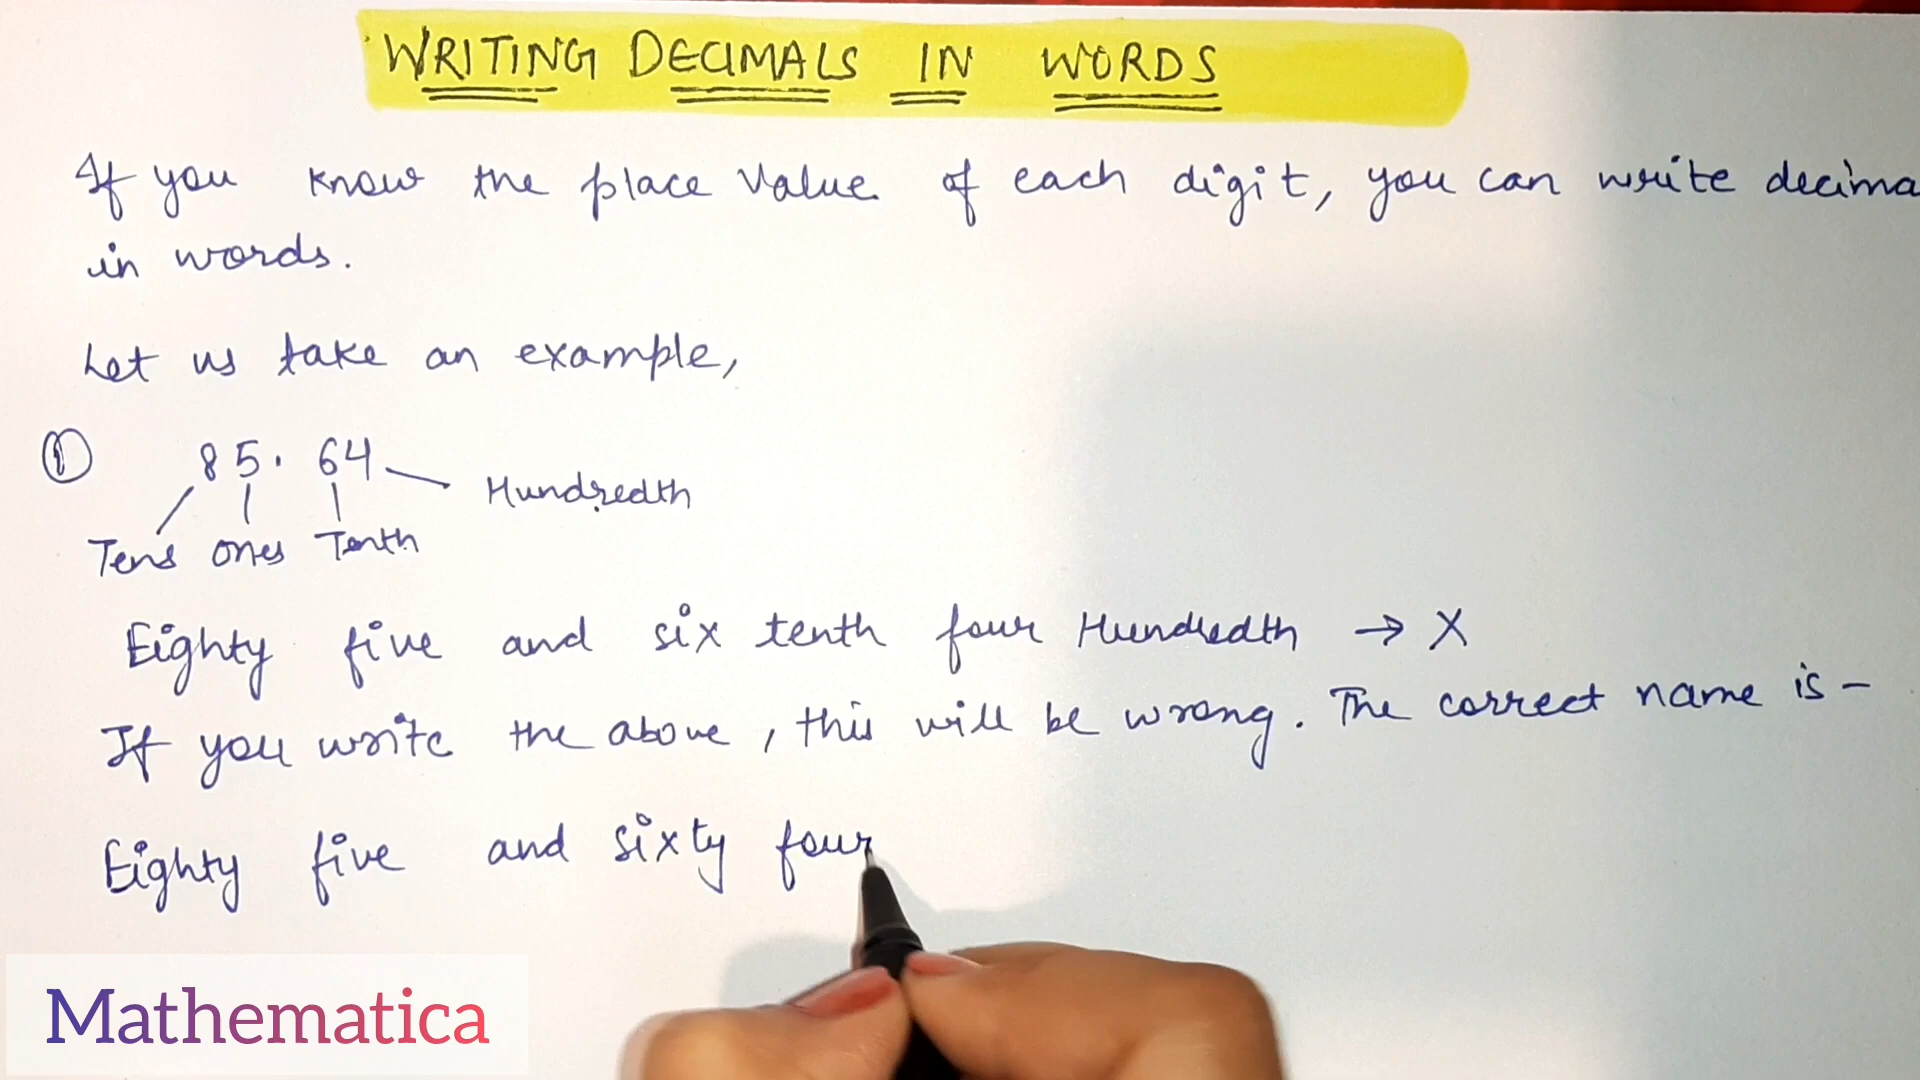 WRITING DECIMALS IN WORDS
If you know the place value of each digit, you can write decima
in words.
Let us take an example,
1 85.64 Hundredth
Tens ones Tenth
Eighty five and six tenth four Hundredth → X
If you write the above, this will be wrong. The correct name is -
Eighty five and sixty four
Mathematica